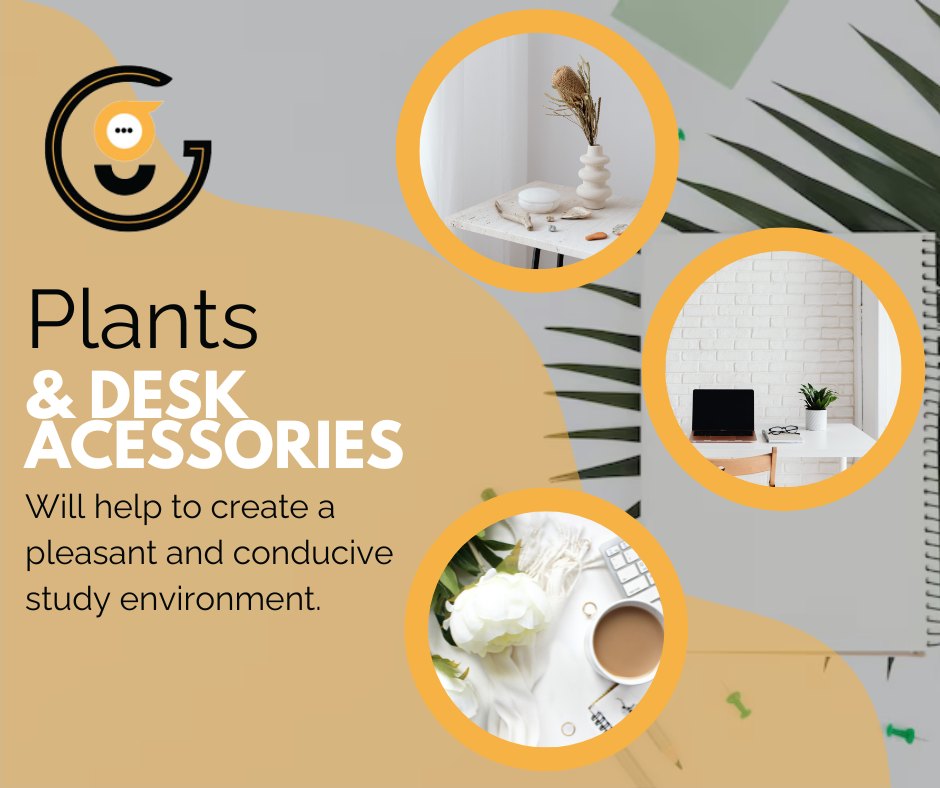 Plants
& DESK
ACESSORIES
Will help to create a
pleasant and conducive
study environment.